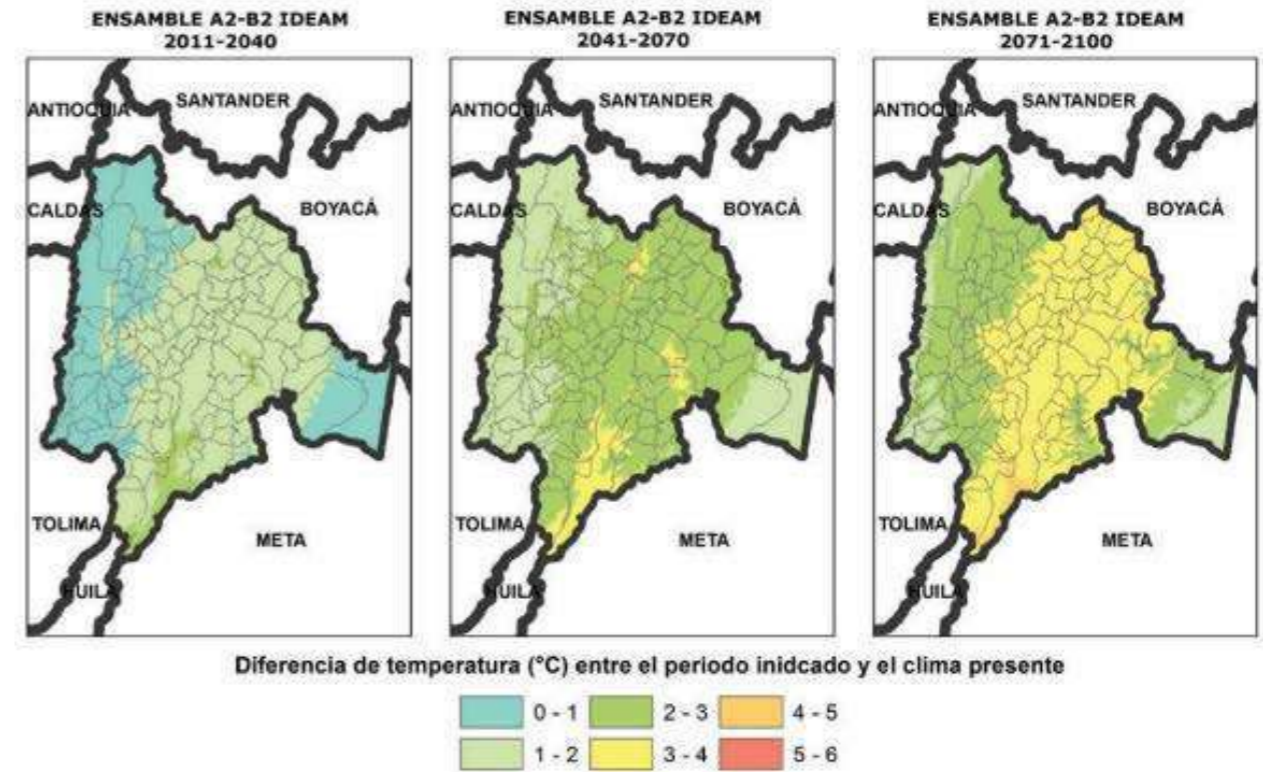 ENSAMBLE A2-B2 IDEAM
2011-2040
ENSAMBLE A2-B2 IDEAM
2041-2070
ENSAMBLE A2-B2 IDEAM
2071-2100
ANTIOQUIA
SANTANDER
CALDAS
BOYACÁ
TOLIMA
META
HUILA
ANTIOQUIA
SANTANDER
CALDAS
BOYACÁ
TOLIMA
META
HUILA
ANTIOQUIA
SANTANDER
CALDAS
BOYACÁ
TOLIMA
META
HUILA
Diferencia de temperatura (°C) entre el periodo inidcado y el clima presente
0 - 1
2 - 3
4 - 5
1 - 2
3 - 4
5 - 6